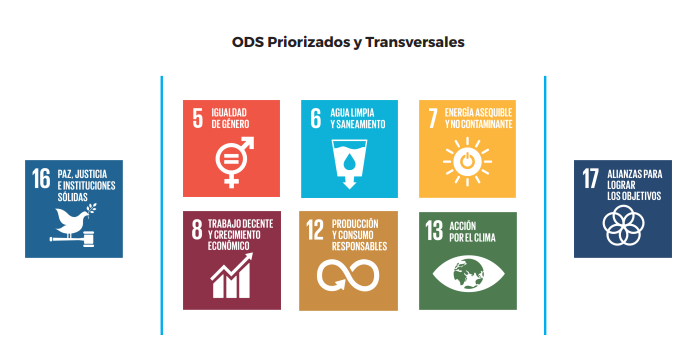 ODS Priorizados y Transversales
16 PAZ, JUSTICIA
E INSTITUCIONES
SÓLIDAS
5 IGUALDAD
DE GÉNERO
6 AGUA LIMPIA
Y SANEAMIENTO
7 ENERGÍA ASEQUIBLE
Y NO CONTAMINANTE
8 TRABAJO DECENTE
Y CRECIMIENTO
ECONÓMICO
12 PRODUCCIÓN
Y CONSUMO
RESPONSABLES
13 ACCIÓN
POR EL CLIMA
17 ALIANZAS PARA
LOGRAR
LOS OBJETIVOS